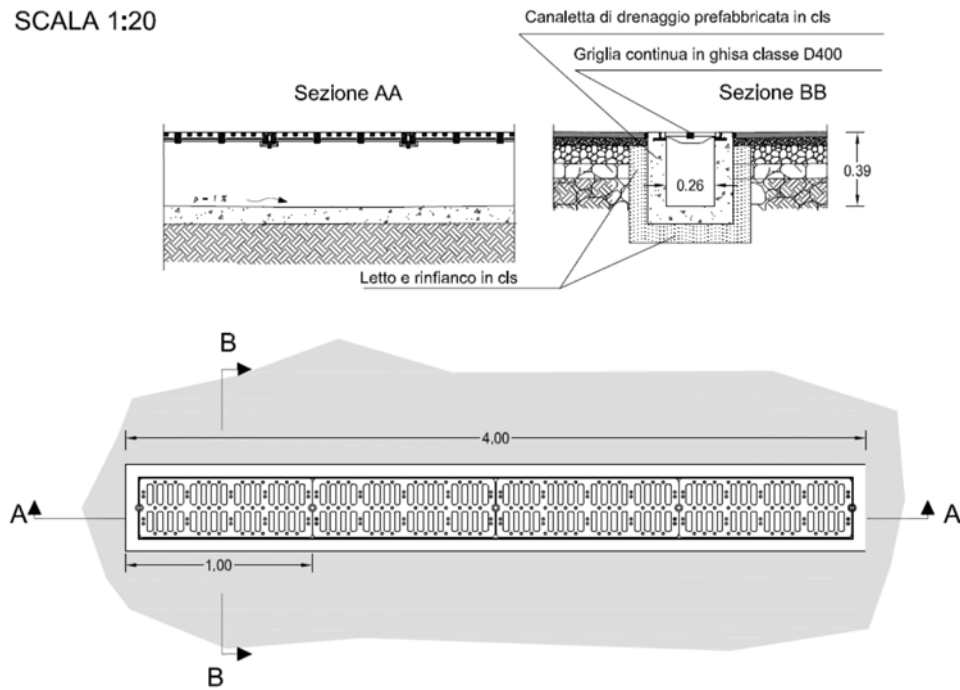 SCALA 1:20
Canaletta di drenaggio prefabbricata in cls
Griglia continua in ghisa classe D400
Sezione AA
Sezione BB
0.39
0.26
p = 1 %
Letto e rinfianco in cls
B
4.00
A
A
1.00
B